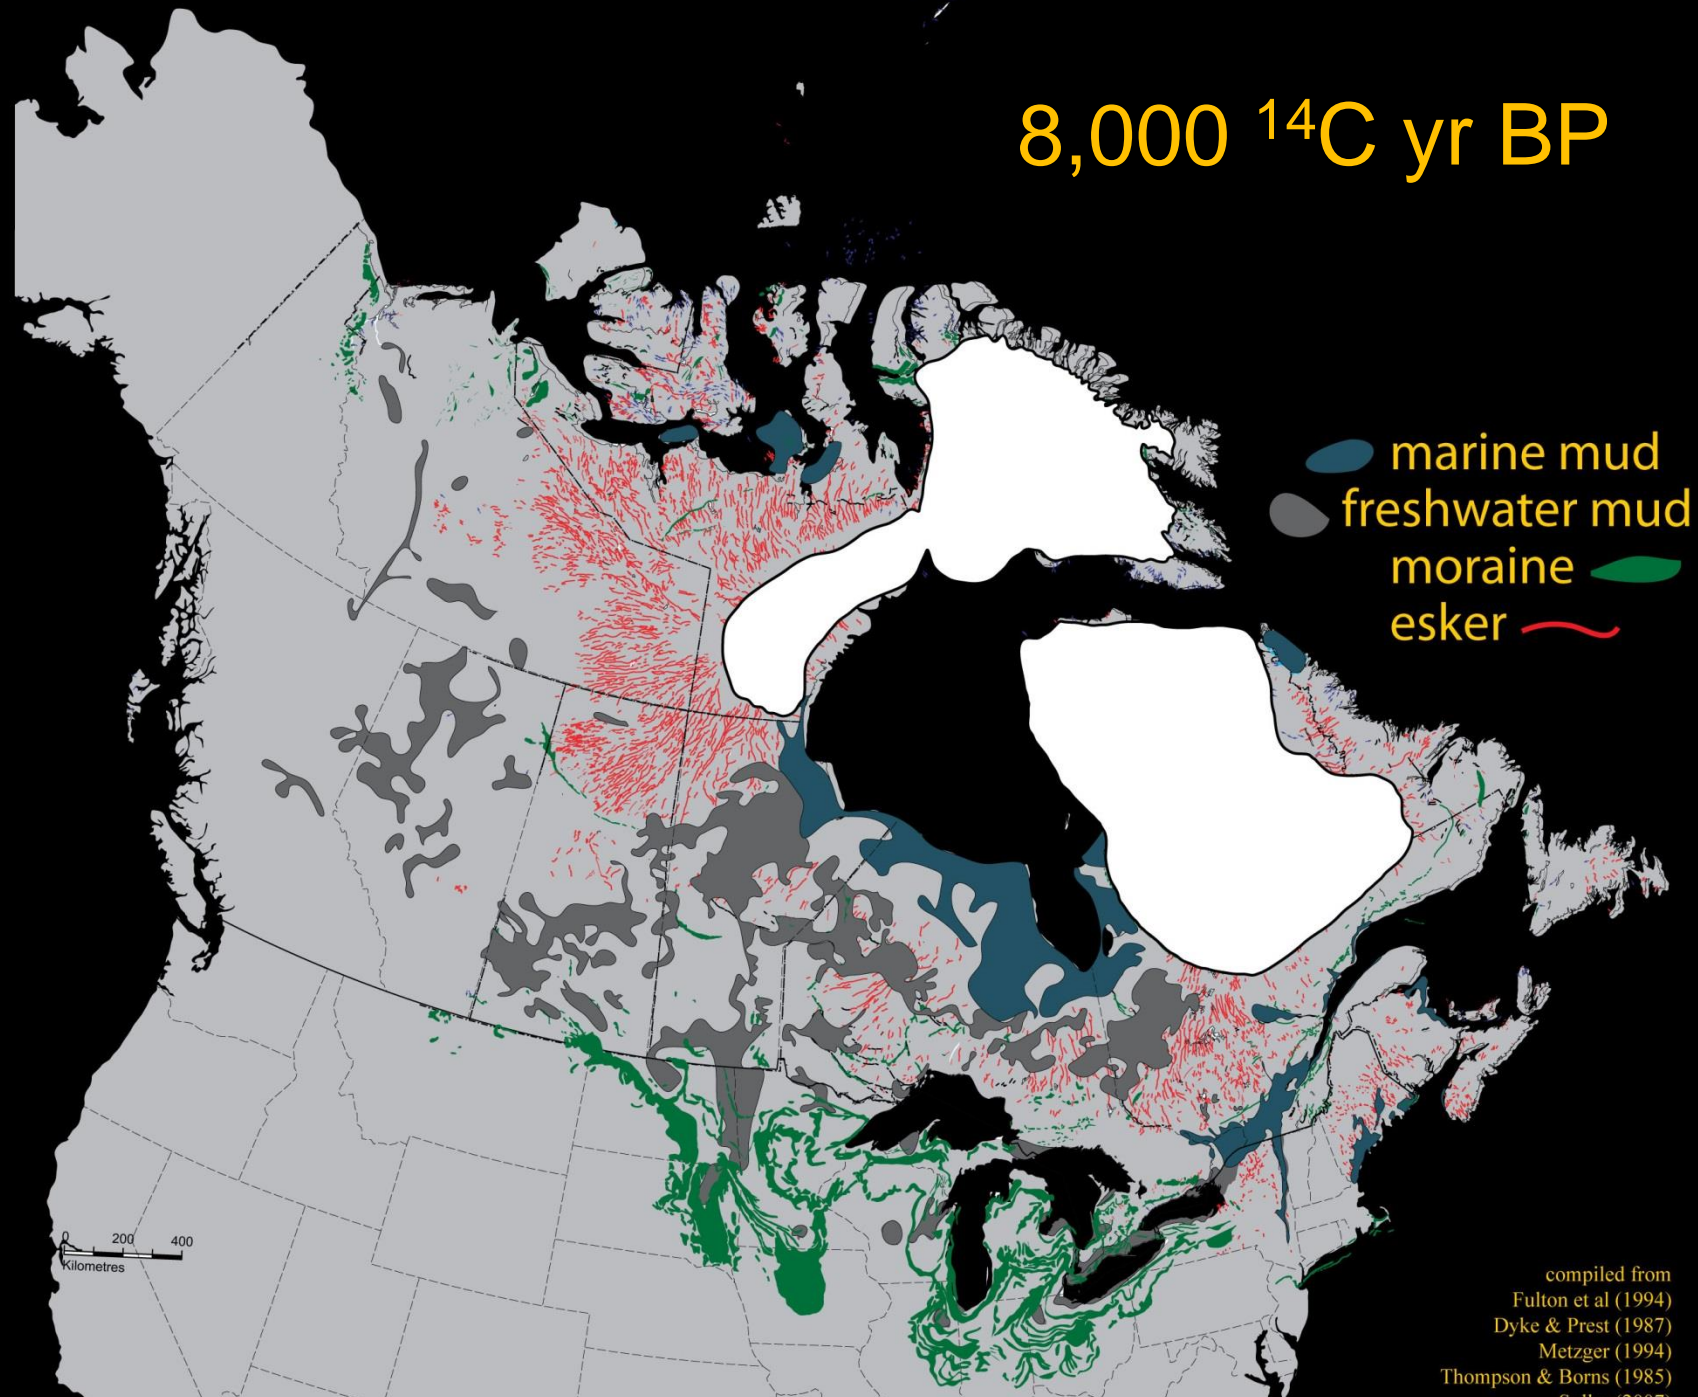 8,000 ¹⁴C yr BP
marine mud
freshwater mud
moraine
esker
0 200 400
Kilometres
compiled from
Fulton et al (1994)
Dyke & Prest (1987)
Metzger (1994)
Thompson & Borns (1985)